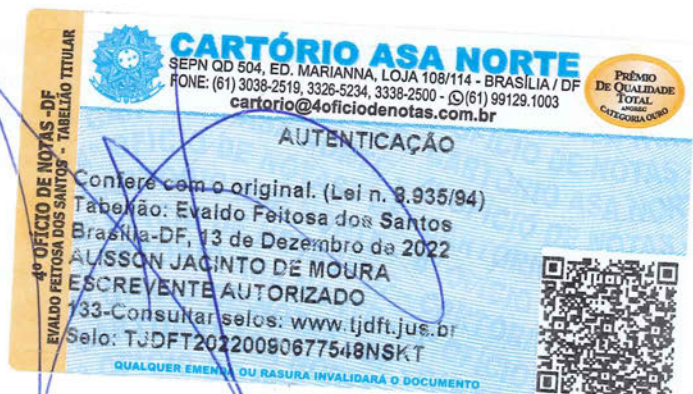 CARTÓRIO ASA NORTE
SEPN QD 504, ED. MARIANNA, LOJA 108/114 - BRASÍLIA / DF
FONE: (61) 3038-2519, 3326-5234, 3338-2500 - (61) 99129.1003
cartorio@4oficiodenotas.com.br
PRÊMIO
DE QUALIDADE
TOTAL
ANOREG
CATEGORIA OURO
4º OFÍCIO DE NOTAS -DF
EVALDO FEITOSA DOS SANTOS - TABELIÃO TITULAR
AUTENTICAÇÃO
Confere com o original. (Lei n. 8.935/94)
Tabelião: Evaldo Feitosa dos Santos
Brasília-DF, 13 de Dezembro de 2022
ALISSON JACINTO DE MOURA
ESCREVENTE AUTORIZADO
133-Consultar selos: www.tjdft.jus.br
Selo: TJDFT20220090677548NSKT
QUALQUER EMENDA OU RASURA INVALIDARÁ O DOCUMENTO